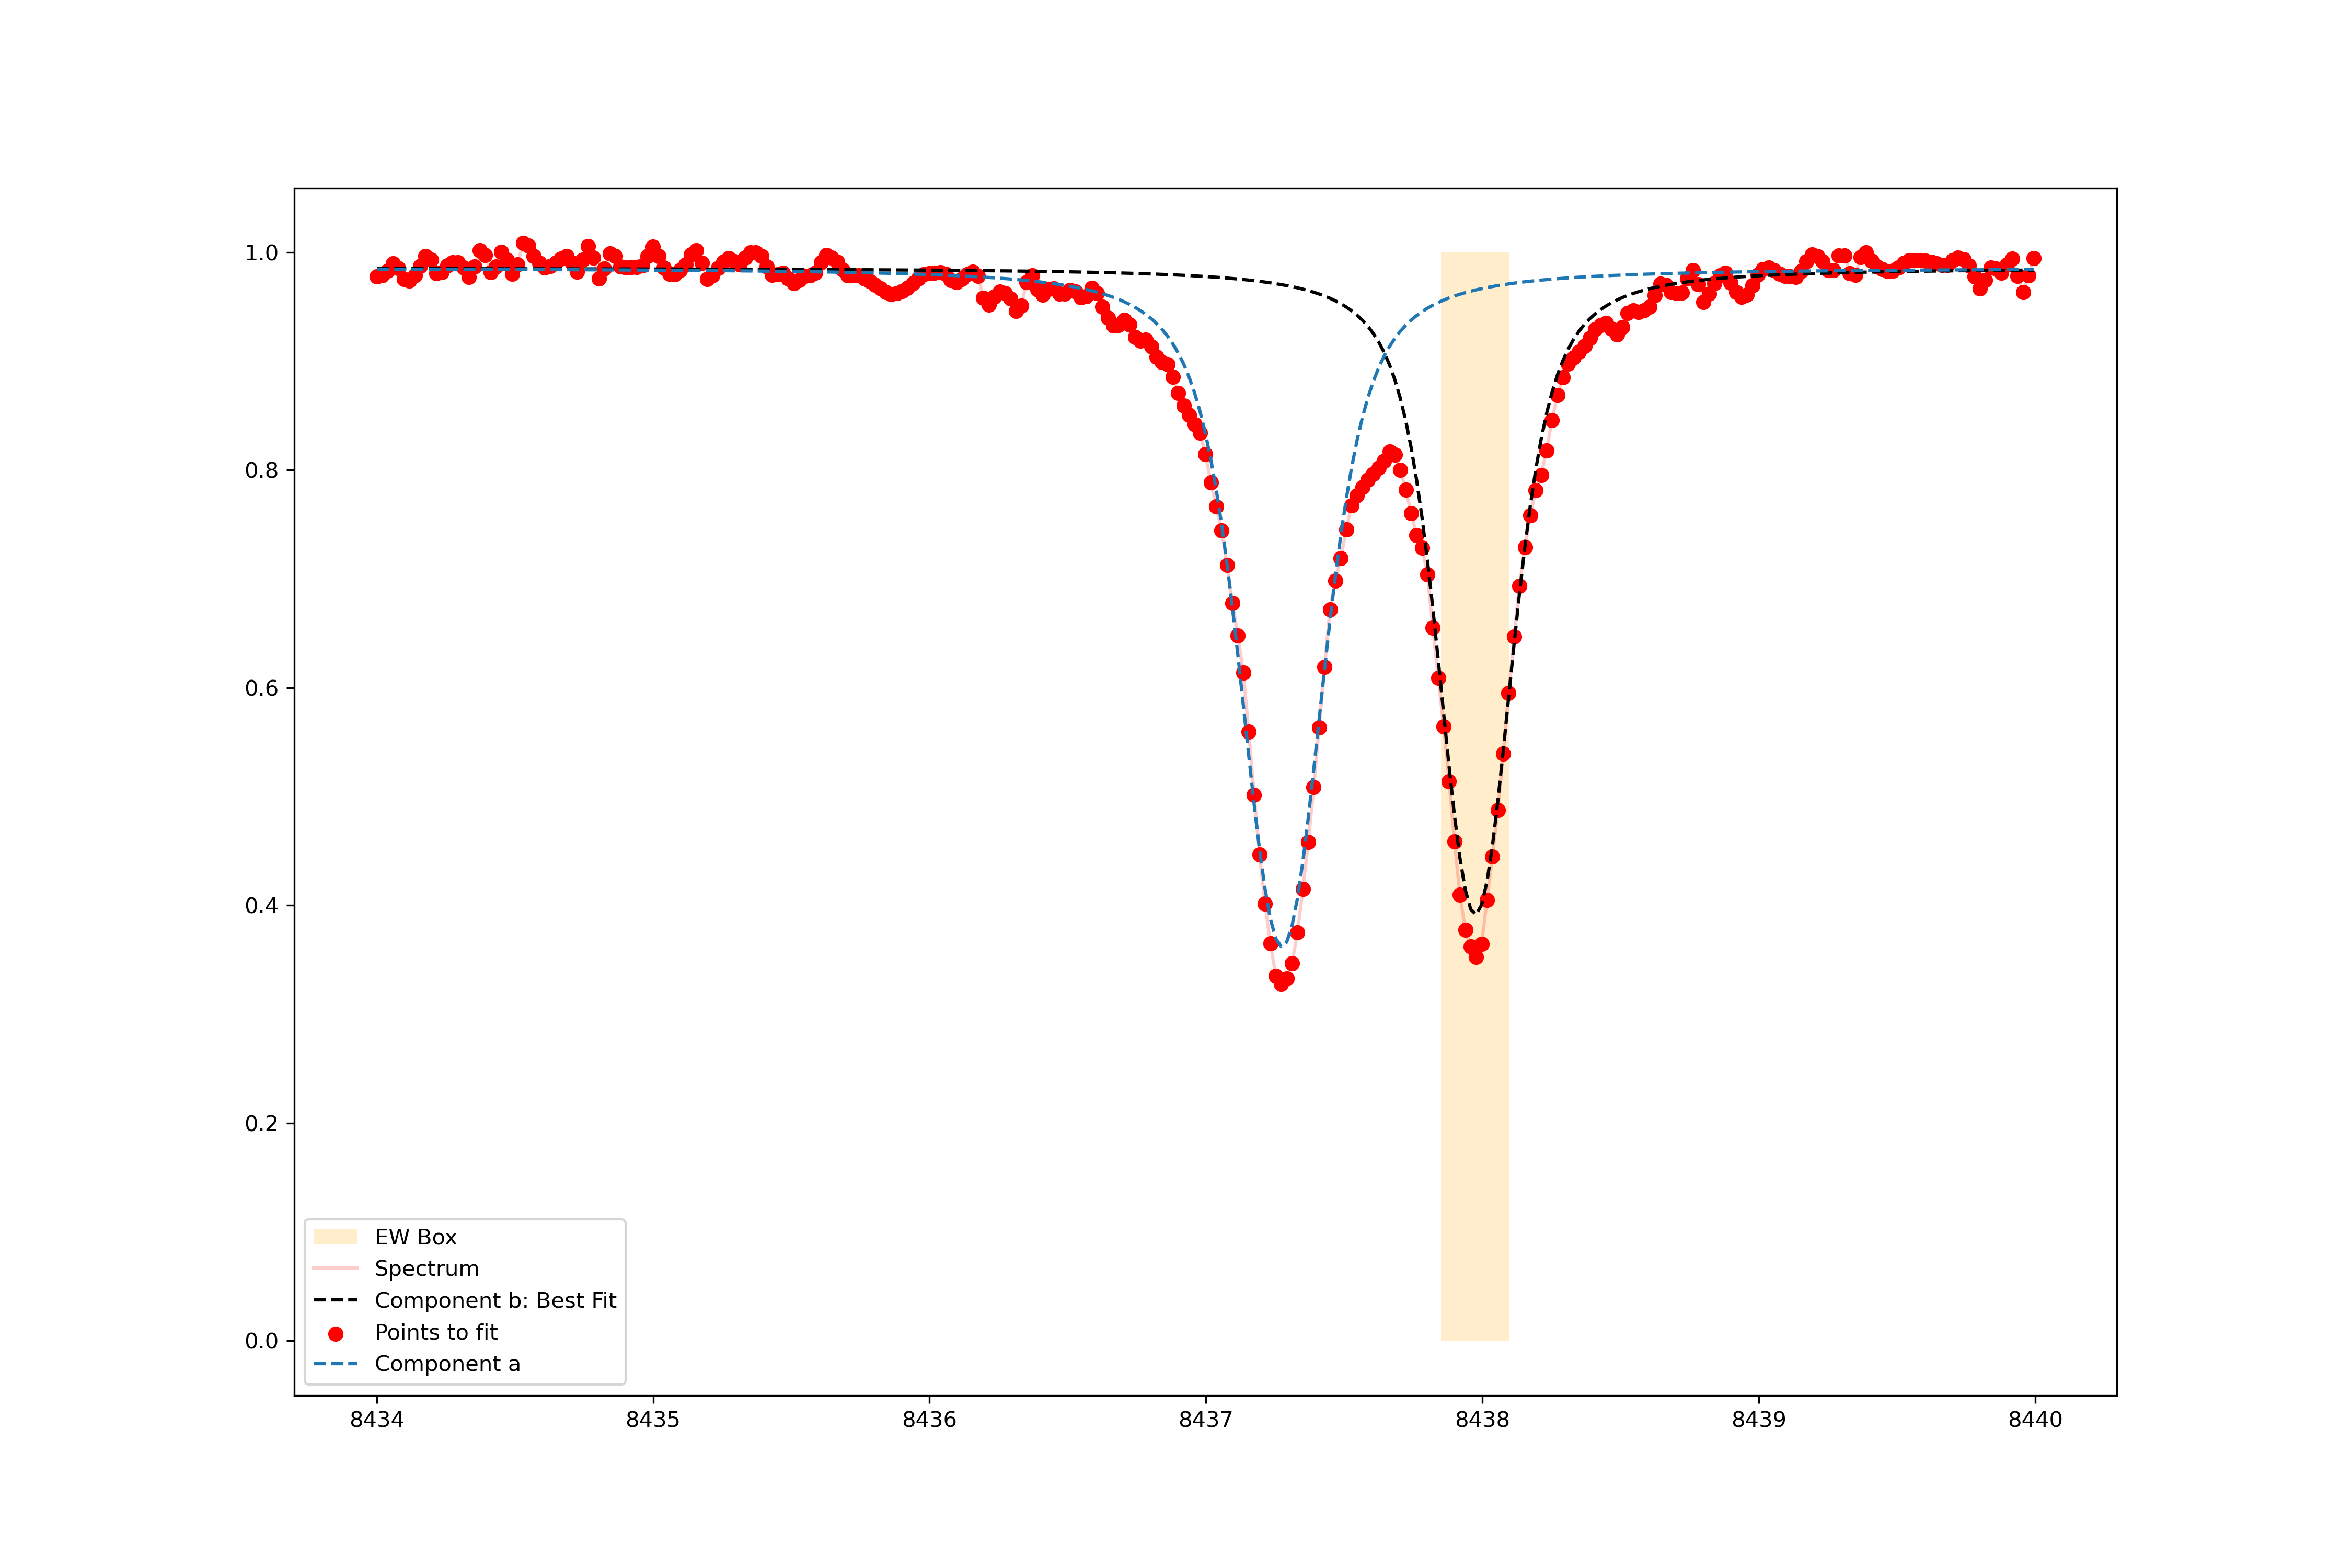 1.0
0.8
0.6
0.4
0.2
0.0
EW Box
Spectrum
Component b: Best Fit
Points to fit
Component a
8434 8435 8436 8437 8438 8439 8440